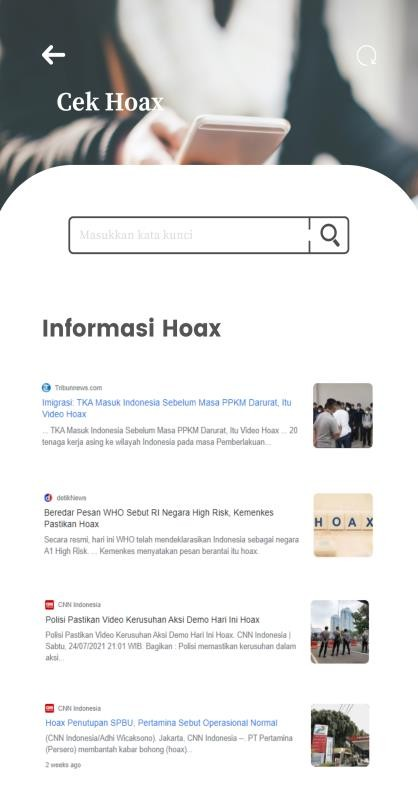 Cek Hoax
Masukkan kata kunci
Informasi Hoax
Tribunnews.com
Imigrasi: TKA Masuk Indonesia Sebelum Masa PPKM Darurat, Itu
Video Hoax
... TKA Masuk Indonesia Sebelum Masa PPKM Darurat, Itu Video Hoax ... 20
tenaga kerja asing ke wilayah Indonesia pada masa Pemberlakuan...
detikNews
Beredar Pesan WHO Sebut RI Negara High Risk, Kemenkes
Pastikan Hoax
Secara resmi, hari ini WHO telah mendeklarasikan Indonesia sebagai negara
A1 High Risk. ... Kemenkes menyatakan pesan berantai itu hoax.
HOAX
CNN Indonesia
Polisi Pastikan Video Kerusuhan Aksi Demo Hari Ini Hoax
Polisi Pastikan Video Kerusuhan Aksi Demo Hari Ini Hoax. CNN Indonesia |
Sabtu, 24/07/2021 21:01 WIB. Bagikan : Polisi memastikan kerusuhan dalam
aksi...
CNN Indonesia
Hoax Penutupan SPBU, Pertamina Sebut Operasional Normal
(CNN Indonesia/Adhi Wicaksono). Jakarta, CNN Indonesia --. PT Pertamina
(Persero) membantah kabar bohong (hoax)...
2 weeks ago